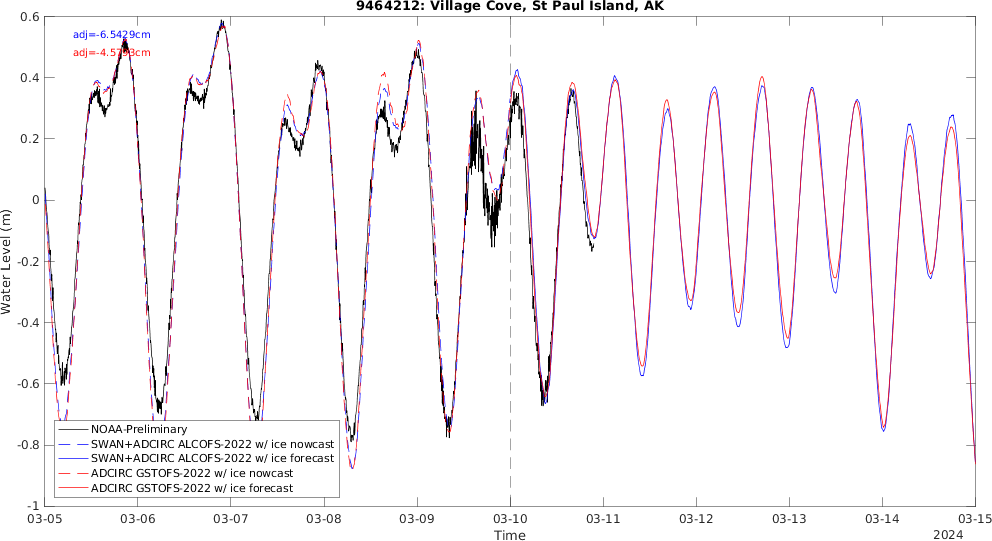 9464212: Village Cove, St Paul Island, AK
adj=-6.5429cm
Water Level (m)
0.6
0.4
0.2
0
-0.2
-0.4
-0.6
-0.8
-1
NOAA-Preliminary
SWAN+ADCIRC ALCOFS-2022 w/ ice nowcast
SWAN+ADCIRC ALCOFS-2022 w/ ice forecast
ADCIRC GSTOFS-2022 w/ ice nowcast
ADCIRC GSTOFS-2022 w/ ice forecast
03-05 03-06 03-07 03-08 03-09 03-10 03-11 03-12 03-13 03-14 03-15
Time
2024